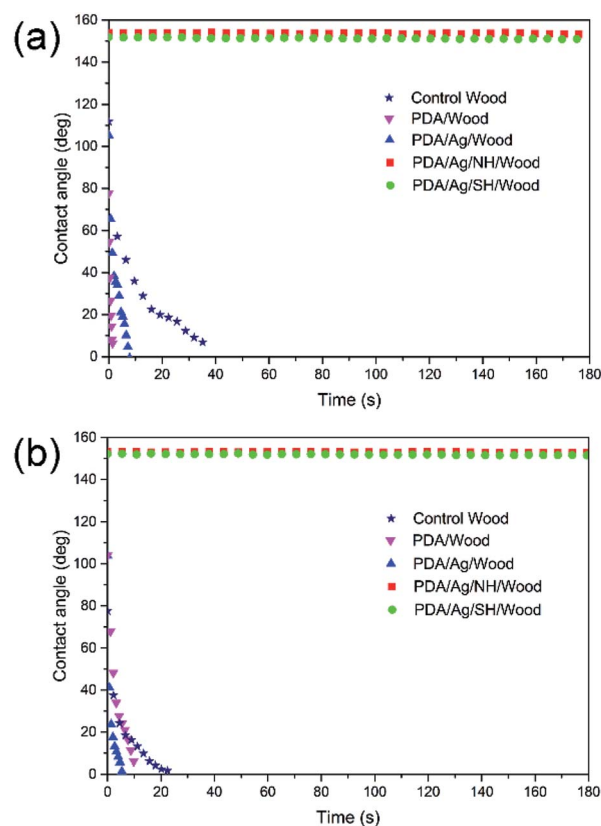 (a)
160
140
120
100
80
60
40
20
0
Contact angle (deg)
Control Wood
PDA/Wood
PDA/Ag/Wood
PDA/Ag/NH/Wood
PDA/Ag/SH/Wood
0 20 40 60 80 100 120 140 160 180
Time (s)
(b)
160
140
120
100
80
60
40
20
0
Contact angle (deg)
Control Wood
PDA/Wood
PDA/Ag/Wood
PDA/Ag/NH/Wood
PDA/Ag/SH/Wood
0 20 40 60 80 100 120 140 160 180
Time (s)